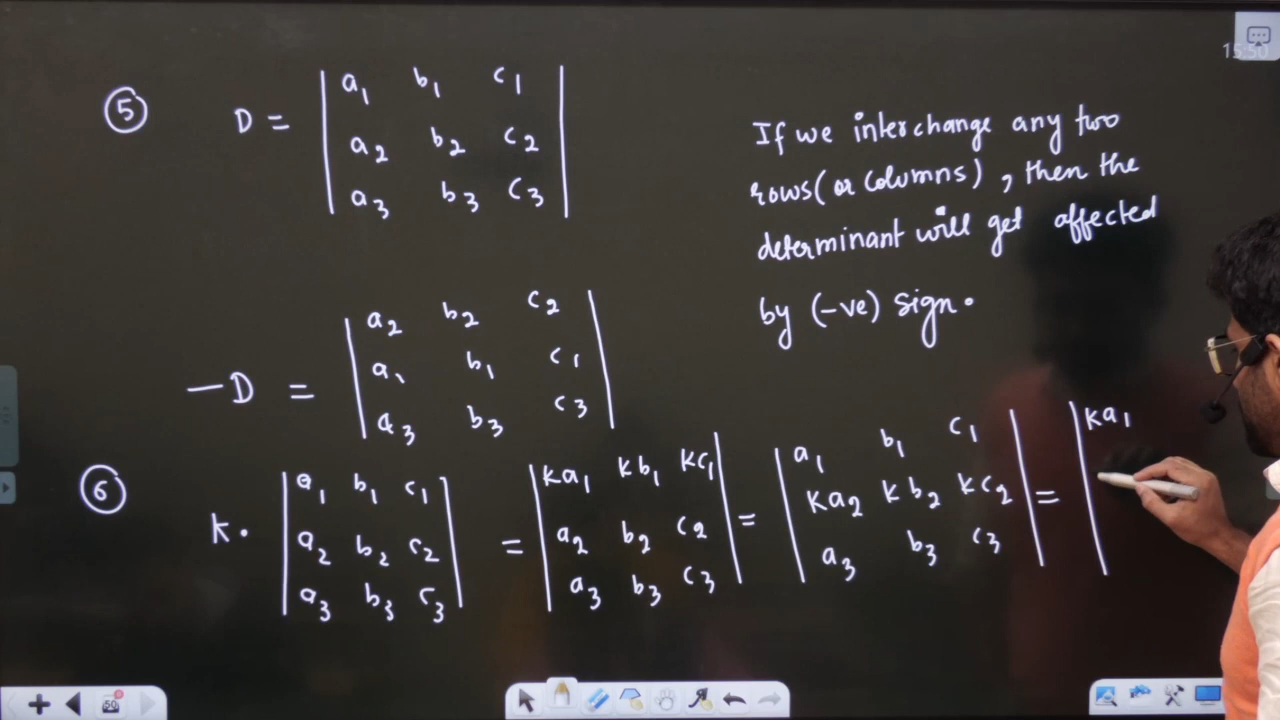 15:50
⑤ D = | a₁ b₁ c₁ |
| a₂ b₂ c₂ |
| a₃ b₃ c₃ |
If we interchange any two
rows (or columns), then the
determinant will get affected
by (-ve) sign.
-D = | a₂ b₂ c₂ |
| a₁ b₁ c₁ |
| a₃ b₃ c₃ |
⑥ K. | a₁ b₁ c₁ | = | Ka₁ Kb₁ Kc₁ | = | a₁ b₁ c₁ | = | Ka₁
| a₂ b₂ c₂ | | a₂ b₂ c₂ | | Ka₂ Kb₂ Kc₂ |
| a₃ b₃ c₃ | | a₃ b₃ c₃ | | a₃ b₃ c₃ |
50